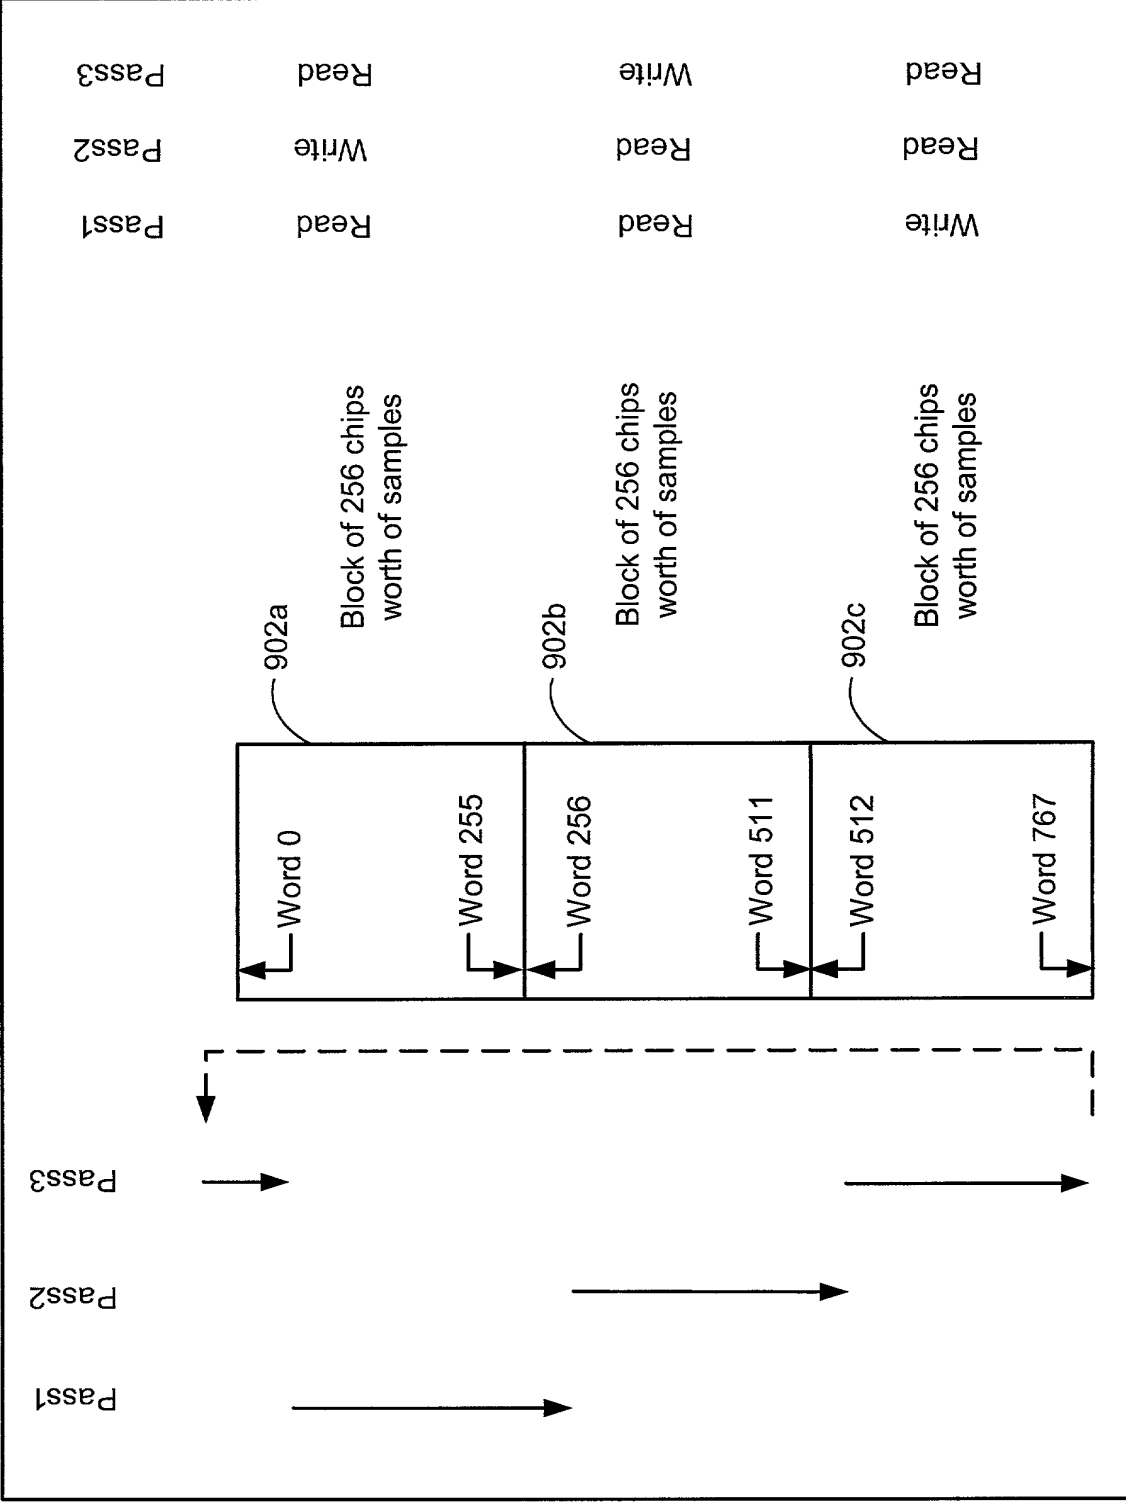 Pass3 Read Write Read
Pass2 Write Read Read
Pass1 Read Read Write
Block of 256 chips
worth of samples
Block of 256 chips
worth of samples
Block of 256 chips
worth of samples
902a
902b
902c
Word 0
Word 255
Word 256
Word 511
Word 512
Word 767
Pass3
Pass2
Pass1